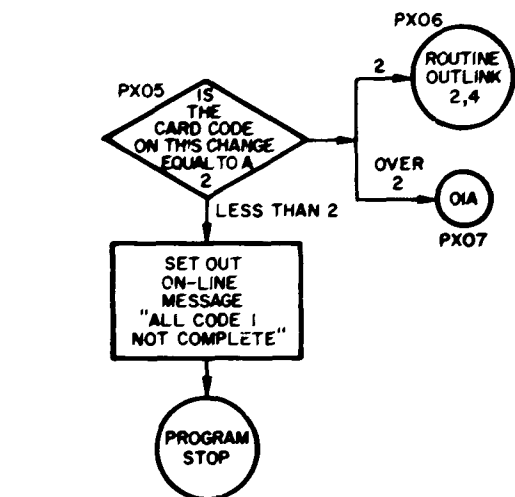 PX06
ROUTINE
OUTLINK
2,4
2
PX05
IS
THE
CARD CODE
ON THIS CHANGE
EQUAL TO A
2
OVER
2
01A
PX07
LESS THAN 2
SET OUT
ON-LINE
MESSAGE
"ALL CODE 1
NOT COMPLETE"
PROGRAM
STOP